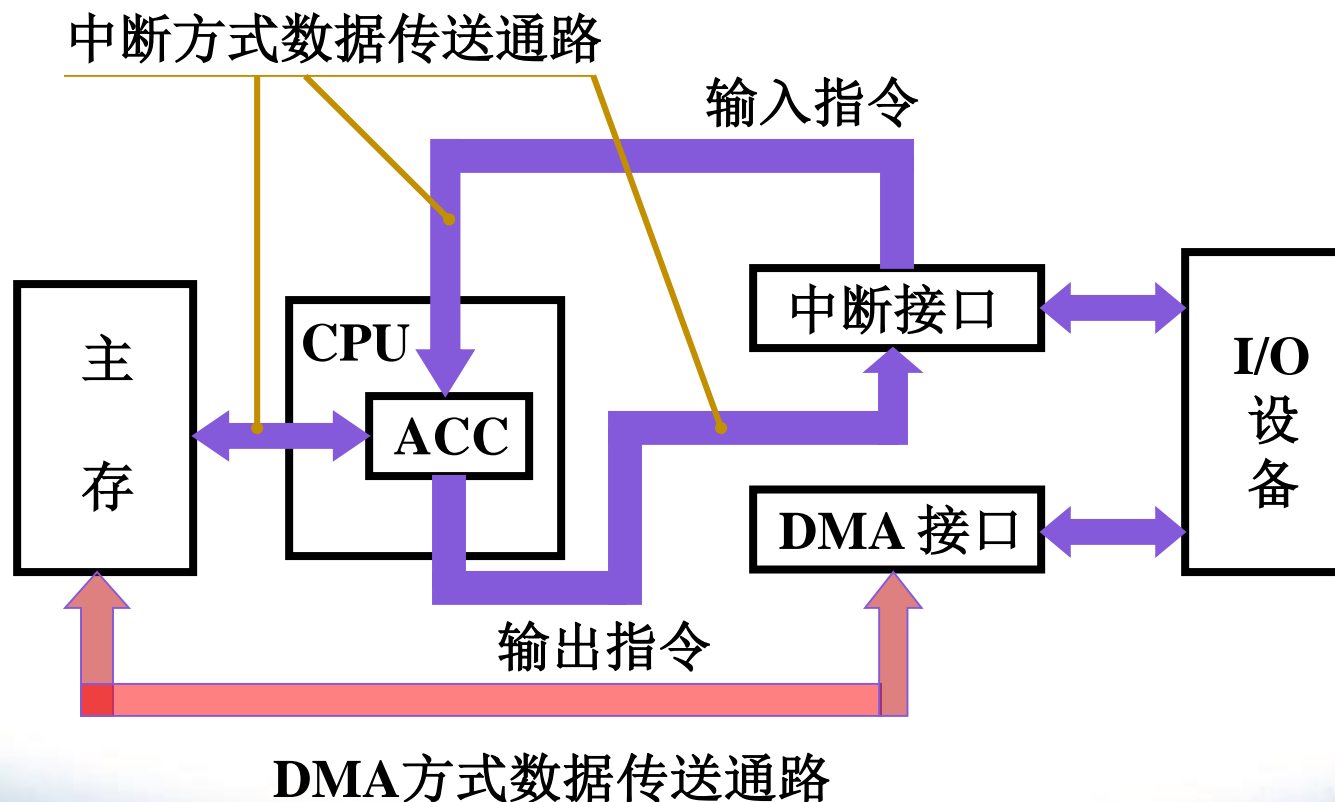 中断方式数据传送通路
输入指令
主
存
CPU
ACC
中断接口
DMA 接口
I/O
设
备
输出指令
DMA方式数据传送通路